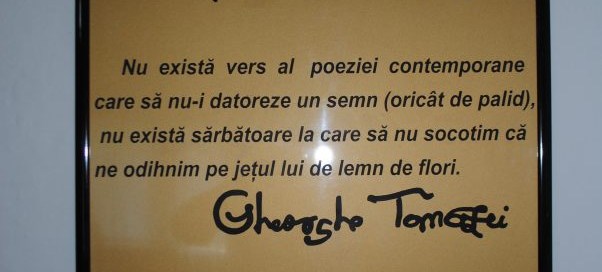 Nu există vers al poeziei contemporane
care să nu-i datoreze un semn (oricât de palid),
nu există sărbătoare la care să nu socotim că
ne odihnim pe jețul lui de lemn de flori.
Gheorghe Tomozei